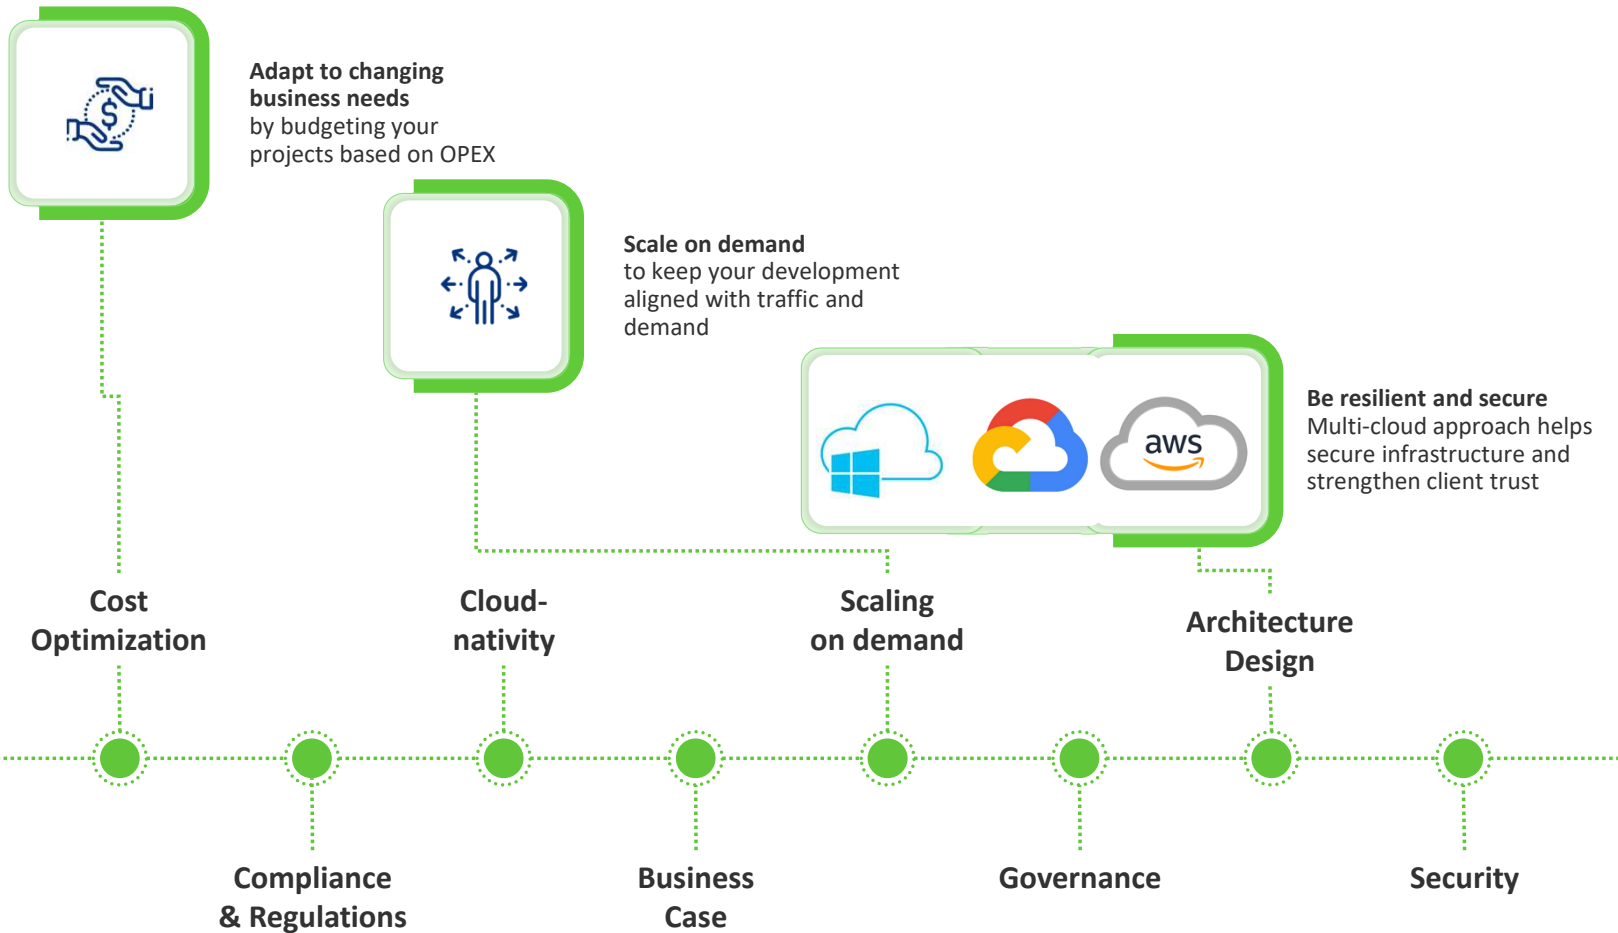 Adapt to changing
business needs
by budgeting your
projects based on OPEX
Scale on demand
to keep your development
aligned with traffic and
demand
aws
Be resilient and secure
Multi-cloud approach helps
secure infrastructure and
strengthen client trust
Cost
Optimization
Cloud-
nativity
Scaling
on demand
Architecture
Design
Compliance
& Regulations
Business
Case
Governance
Security